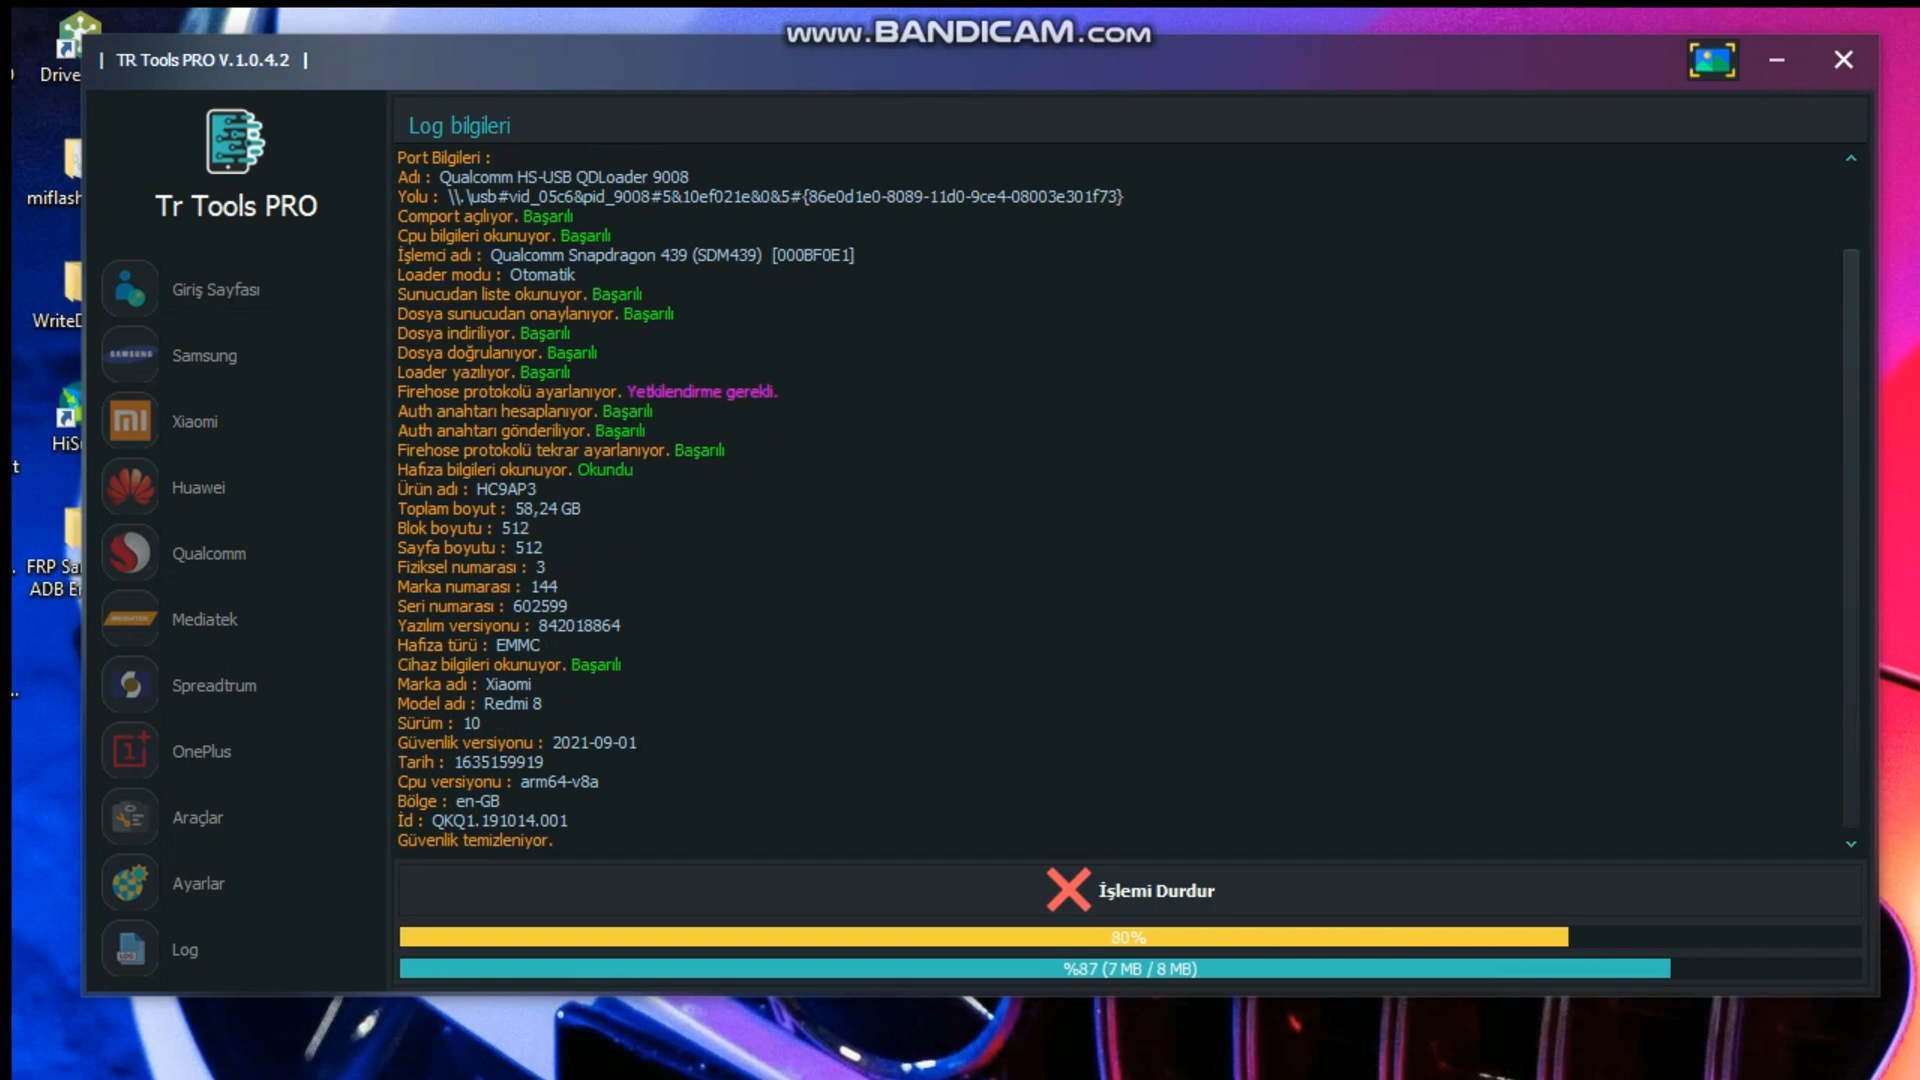 www.BANDICAM.com
| TR Tools PRO V.1.0.4.2 |
Drive
miflash
WriteD
HiSu
t
FRP Sa
ADB E
Tr Tools PRO
Giriş Sayfası
SAMSUNG Samsung
Xiaomi
Huawei
Qualcomm
MEDIATEK Mediatek
Spreadtrum
OnePlus
Araçlar
Ayarlar
LOG Log
Log bilgileri
Port Bilgileri :
Adı : Qualcomm HS-USB QDLoader 9008
Yolu : \\.\usb#vid_05c6&pid_9008#5&10ef021e&0&5#{86e0d1e0-8089-11d0-9ce4-08003e301f73}
Comport açılıyor. Başarılı
Cpu bilgileri okunuyor. Başarılı
İşlemci adı : Qualcomm Snapdragon 439 (SDM439) [000BF0E1]
Loader modu : Otomatik
Sunucudan liste okunuyor. Başarılı
Dosya sunucudan onaylanıyor. Başarılı
Dosya indiriliyor. Başarılı
Dosya doğrulanıyor. Başarılı
Loader yazılıyor. Başarılı
Firehose protokolü ayarlanıyor. Yetkilendirme gerekli.
Auth anahtarı hesaplanıyor. Başarılı
Auth anahtarı gönderiliyor. Başarılı
Firehose protokolü tekrar ayarlanıyor. Başarılı
Hafıza bilgileri okunuyor. Okundu
Ürün adı : HC9AP3
Toplam boyut : 58,24 GB
Blok boyutu : 512
Sayfa boyutu : 512
Fiziksel numarası : 3
Marka numarası : 144
Seri numarası : 602599
Yazılım versiyonu : 842018864
Hafıza türü : EMMC
Cihaz bilgileri okunuyor. Başarılı
Marka adı : Xiaomi
Model adı : Redmi 8
Sürüm : 10
Güvenlik versiyonu : 2021-09-01
Tarih : 1635159919
Cpu versiyonu : arm64-v8a
Bölge : en-GB
İd : QKQ1.191014.001
Güvenlik temizleniyor.
İşlemi Durdur
80%
%87 (7 MB / 8 MB)